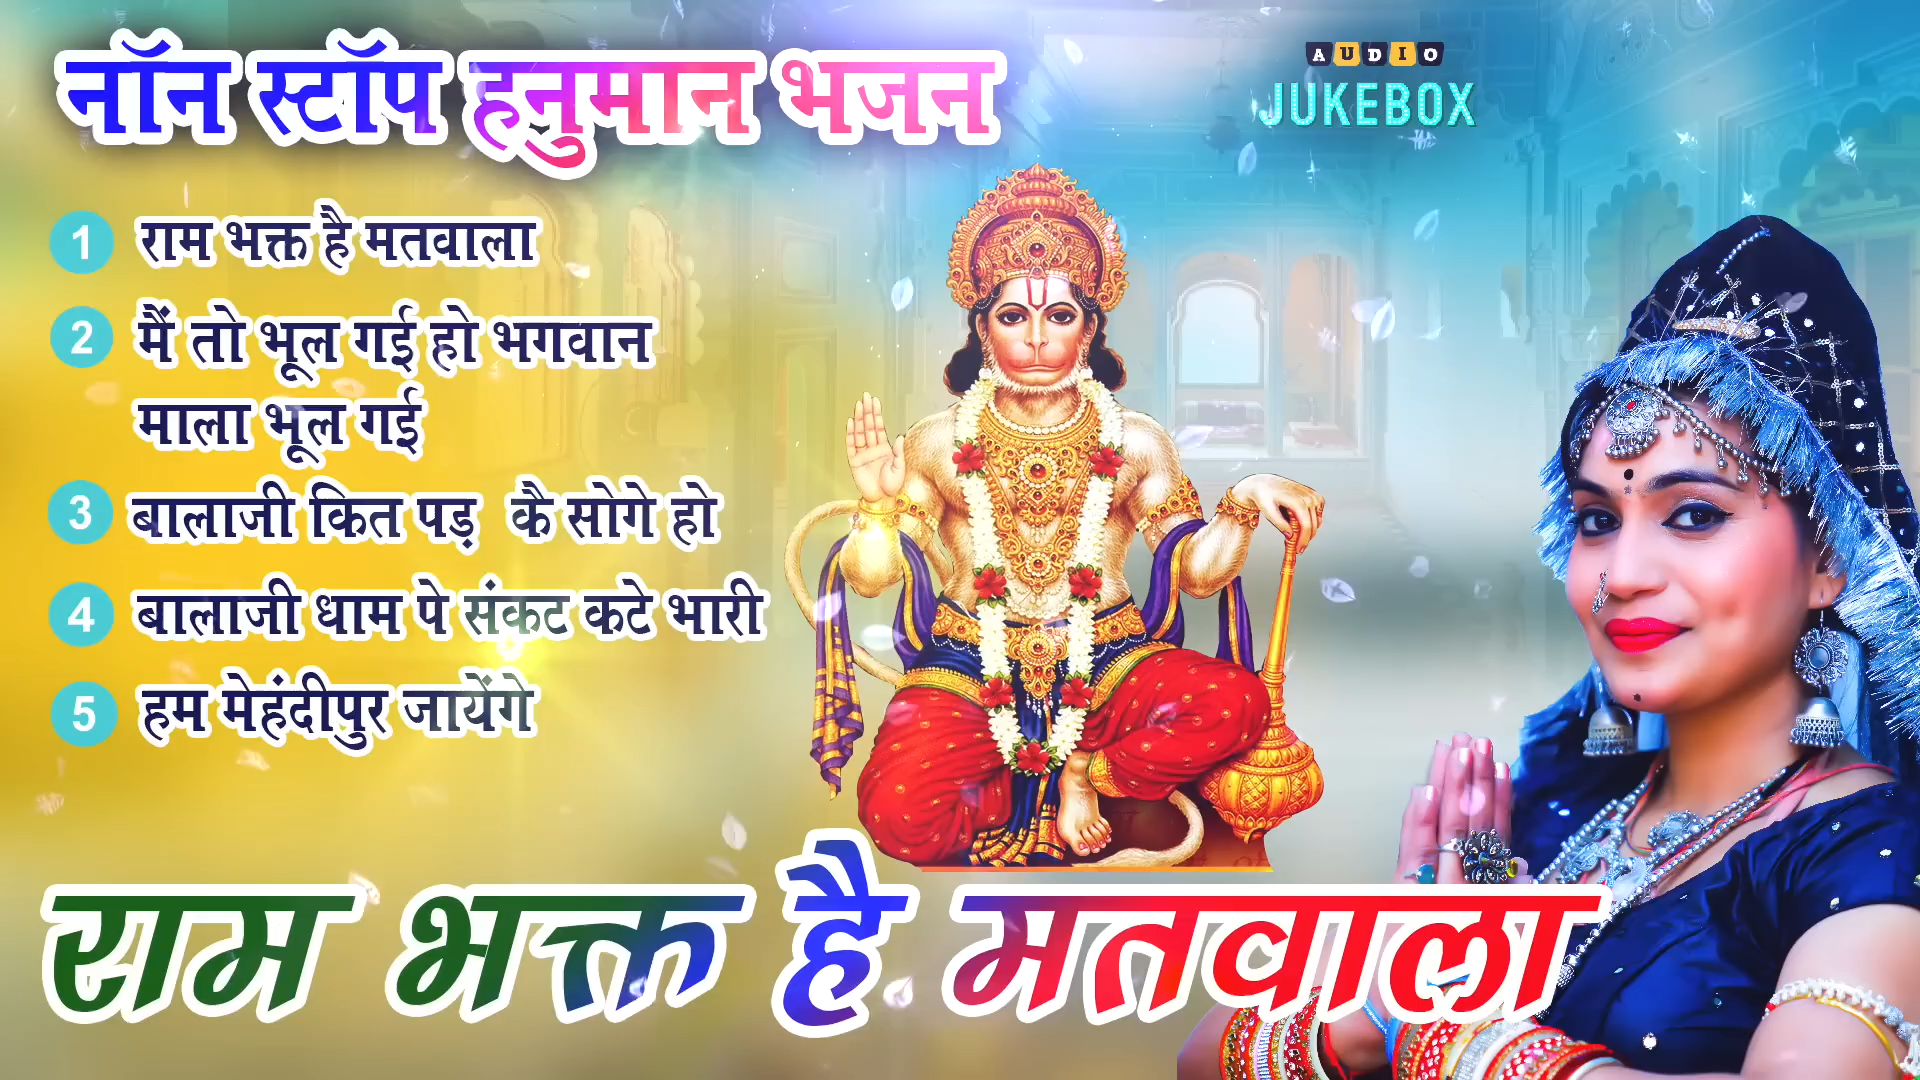 नॉन स्टॉप हनुमान भजन
AUDIO
JUKEBOX
1 राम भक्त है मतवाला
2 मैं तो भूल गई हो भगवान
माला भूल गई
3 बालाजी कित पड़ कै सोगे हो
4 बालाजी धाम पे संकट कटे भारी
5 हम मेहंदीपुर जायेंगे
राम भक्त है मतवाला